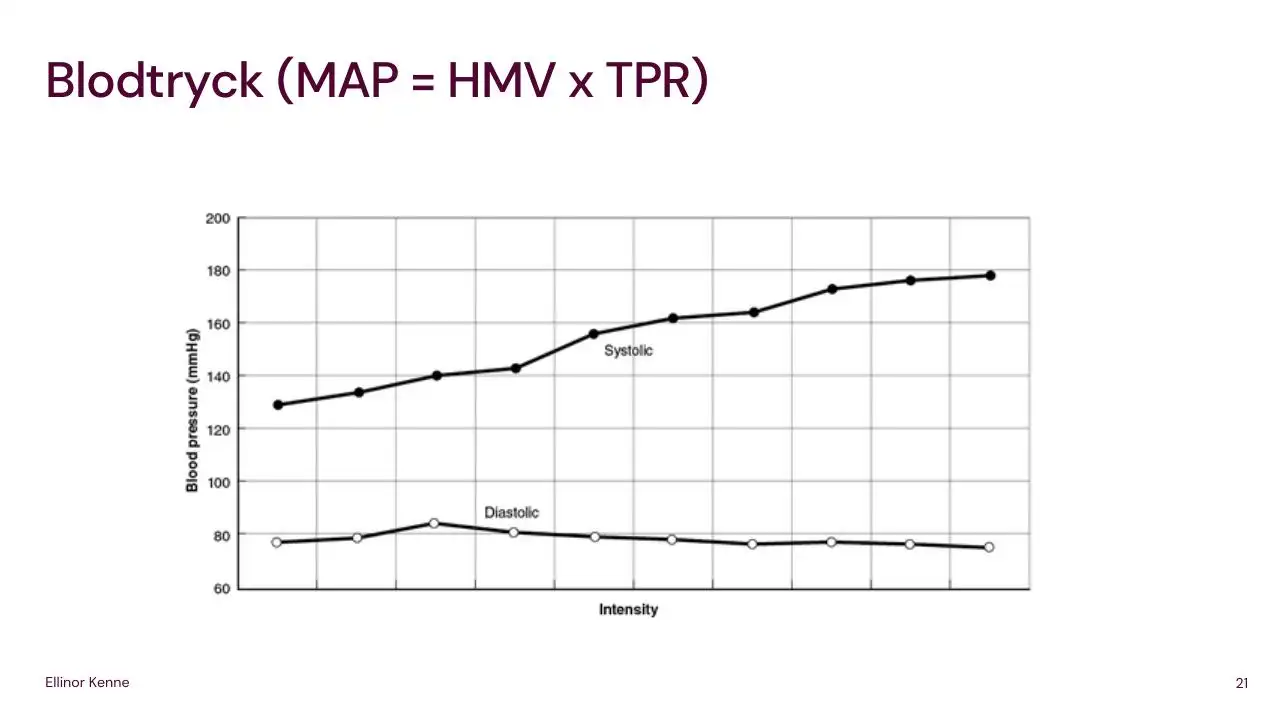 Blodtryck (MAP = HMV x TPR)
200
180
160
140
120
100
80
60
Blood pressure (mmHg)
Systolic
Diastolic
Intensity
Ellinor Kenne
21